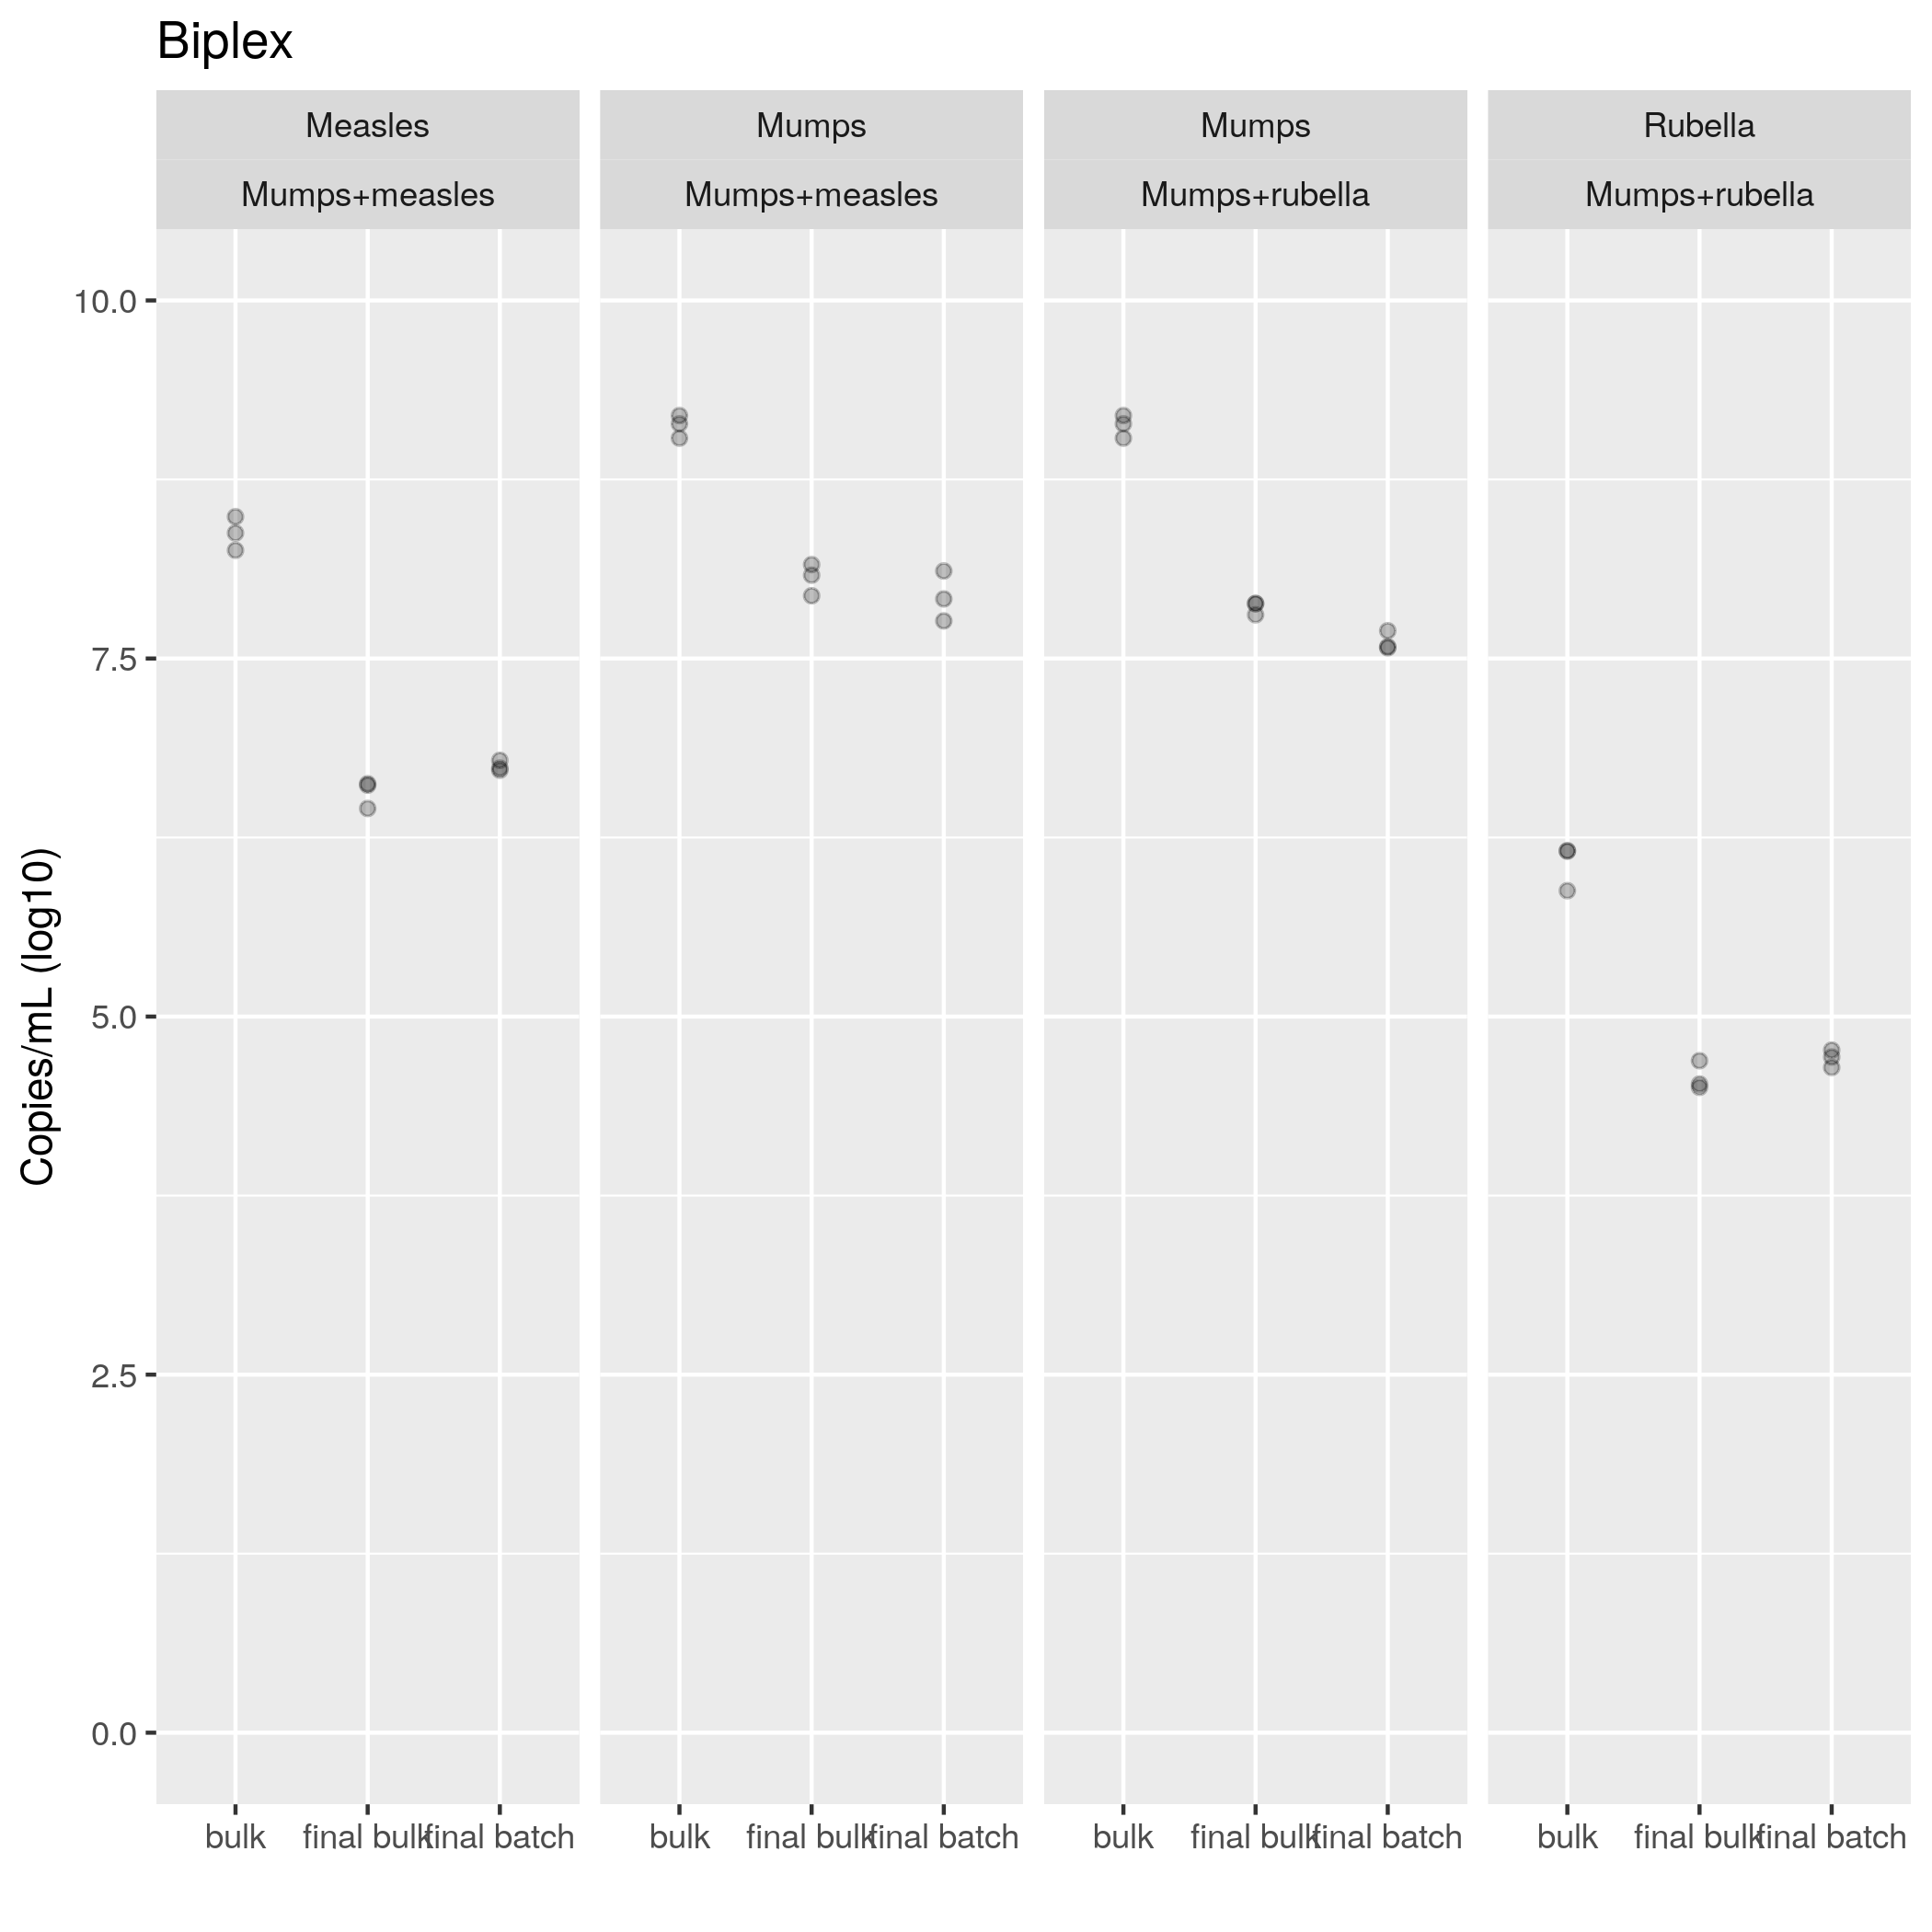 Biplex
Measles
Mumps
Mumps
Rubella
Mumps+measles
Mumps+measles
Mumps+rubella
Mumps+rubella
Copies/mL (log10)
10.0
7.5
5.0
2.5
0.0
bulk final bulk final batch
bulk final bulk final batch
bulk final bulk final batch
bulk final bulk final batch